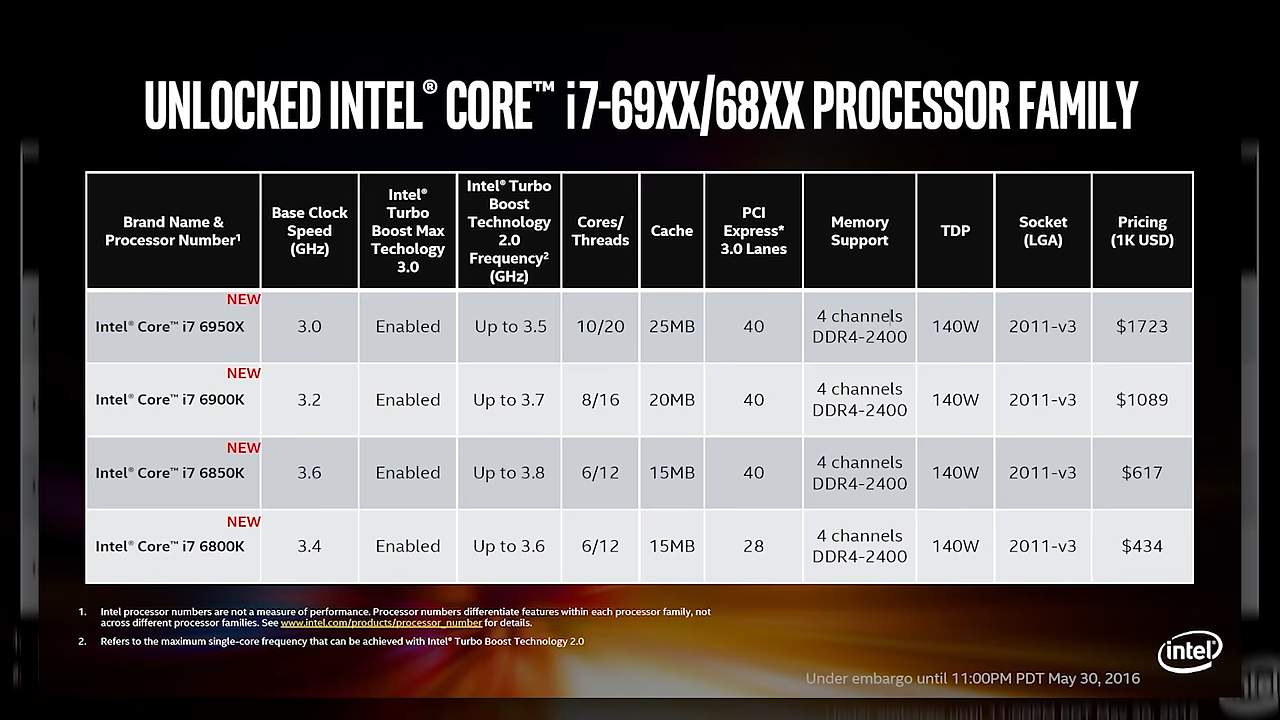 UNLOCKED INTEL® CORE™ i7-69XX/68XX PROCESSOR FAMILY
Brand Name &
Processor Number¹
Base Clock
Speed
(GHz)
Intel®
Turbo
Boost Max
Techology
3.0
Intel® Turbo
Boost
Technology
2.0
Frequency²
(GHz)
Cores/
Threads
Cache
PCI
Express*
3.0 Lanes
Memory
Support
TDP
Socket
(LGA)
Pricing
(1K USD)
NEW
Intel® Core™ i7 6950X
3.0
Enabled
Up to 3.5
10/20
25MB
40
4 channels
DDR4-2400
140W
2011-v3
$1723
NEW
Intel® Core™ i7 6900K
3.2
Enabled
Up to 3.7
8/16
20MB
40
4 channels
DDR4-2400
140W
2011-v3
$1089
NEW
Intel® Core™ i7 6850K
3.6
Enabled
Up to 3.8
6/12
15MB
40
4 channels
DDR4-2400
140W
2011-v3
$617
NEW
Intel® Core™ i7 6800K
3.4
Enabled
Up to 3.6
6/12
15MB
28
4 channels
DDR4-2400
140W
2011-v3
$434
1. Intel processor numbers are not a measure of performance. Processor numbers differentiate features within each processor family, not
across different processor families. See www.intel.com/products/processor_number for details.
2. Refers to the maximum single-core frequency that can be achieved with Intel® Turbo Boost Technology 2.0
intel®
Under embargo until 11:00PM PDT May 30, 2016